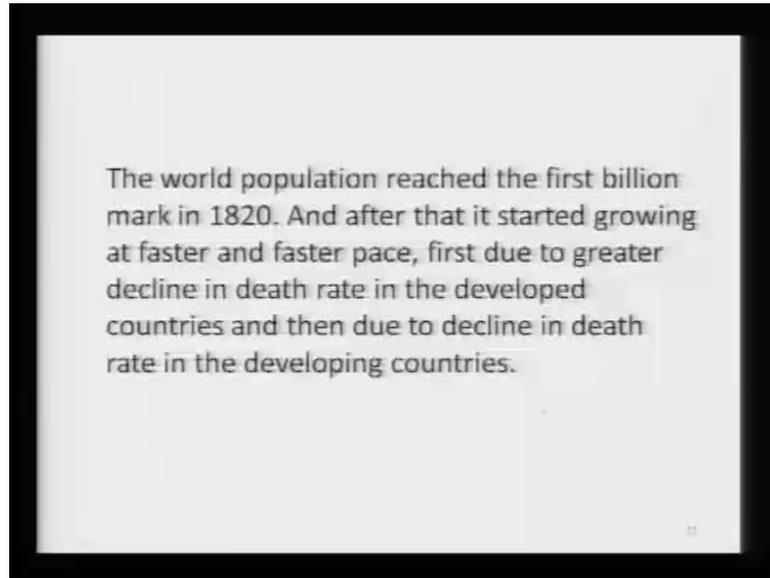 The world population reached the first billion
mark in 1820. And after that it started growing
at faster and faster pace, first due to greater
decline in death rate in the developed
countries and then due to decline in death
rate in the developing countries.